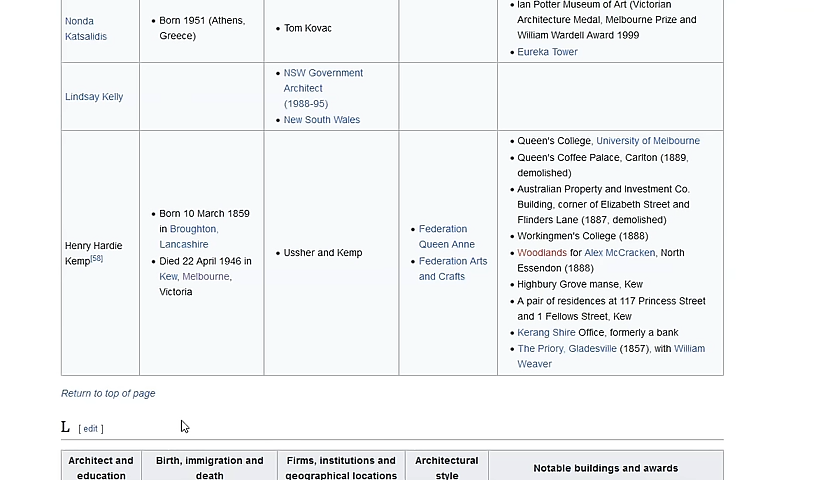 Nonda
Katsalidis
Born 1951 (Athens,
Greece)
Tom Kovac
Ian Potter Museum of Art (Victorian
Architecture Medal, Melbourne Prize and
William Wardell Award 1999
Eureka Tower
Lindsay Kelly
NSW Government
Architect
(1988-95)
New South Wales
Henry Hardie
Kemp[58]
Born 10 March 1859
in Broughton,
Lancashire
Died 22 April 1946 in
Kew, Melbourne,
Victoria
Ussher and Kemp
Federation
Queen Anne
Federation Arts
and Crafts
Queen's College, University of Melbourne
Queen's Coffee Palace, Carlton (1889,
demolished)
Australian Property and Investment Co.
Building, corner of Elizabeth Street and
Flinders Lane (1887, demolished)
Workingmen's College (1888)
Woodlands for Alex McCracken, North
Essendon (1888)
Highbury Grove manse, Kew
A pair of residences at 117 Princess Street
and 1 Fellows Street, Kew
Kerang Shire Office, formerly a bank
The Priory, Gladesville (1857), with William
Weaver
Return to top of page
L [ edit ]
Architect and
education
Birth, immigration and
death
Firms, institutions and
geographical locations
Architectural
style
Notable buildings and awards